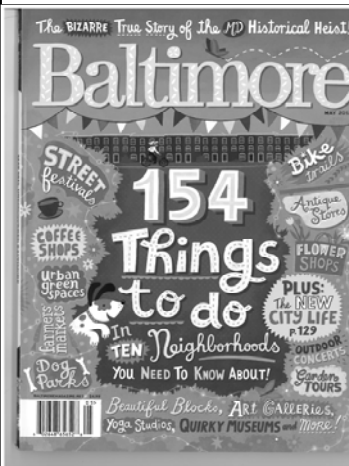 The BIZARRE True Story of the MD Historical Heist!
Baltimore
STREET
festivals
COFFEE
SHOPS
Urban
green
spaces
farmers
markets
Dog
Parks
154
Things
to do
In
TEN Neighborhoods
YOU NEED TO KNOW ABOUT!
Bike
trails
Antique
Stores
FLOWER
SHOPS
PLUS:
The NEW
CITY LIFE
P.129
OUTDOOR
CONCERTS
Garden
TOURS
Beautiful Blocks, ART GALLERIES,
Yoga Studios, QUIRKY MUSEUMS and More!